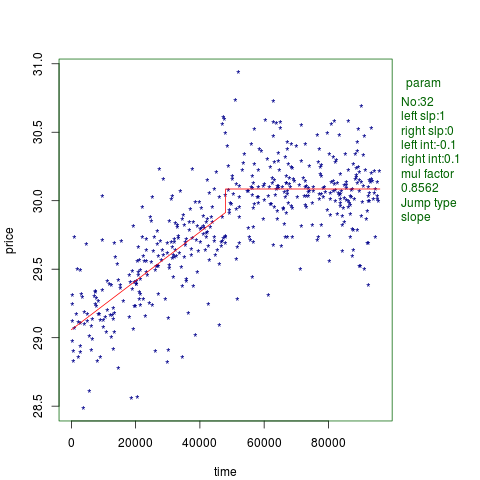 31.0
30.5
30.0
29.5
29.0
28.5
price
0
20000
40000
60000
80000
time
param
No:32
left slp:1
right slp:0
left int:-0.1
right int:0.1
mul factor
0.8562
Jump type
slope